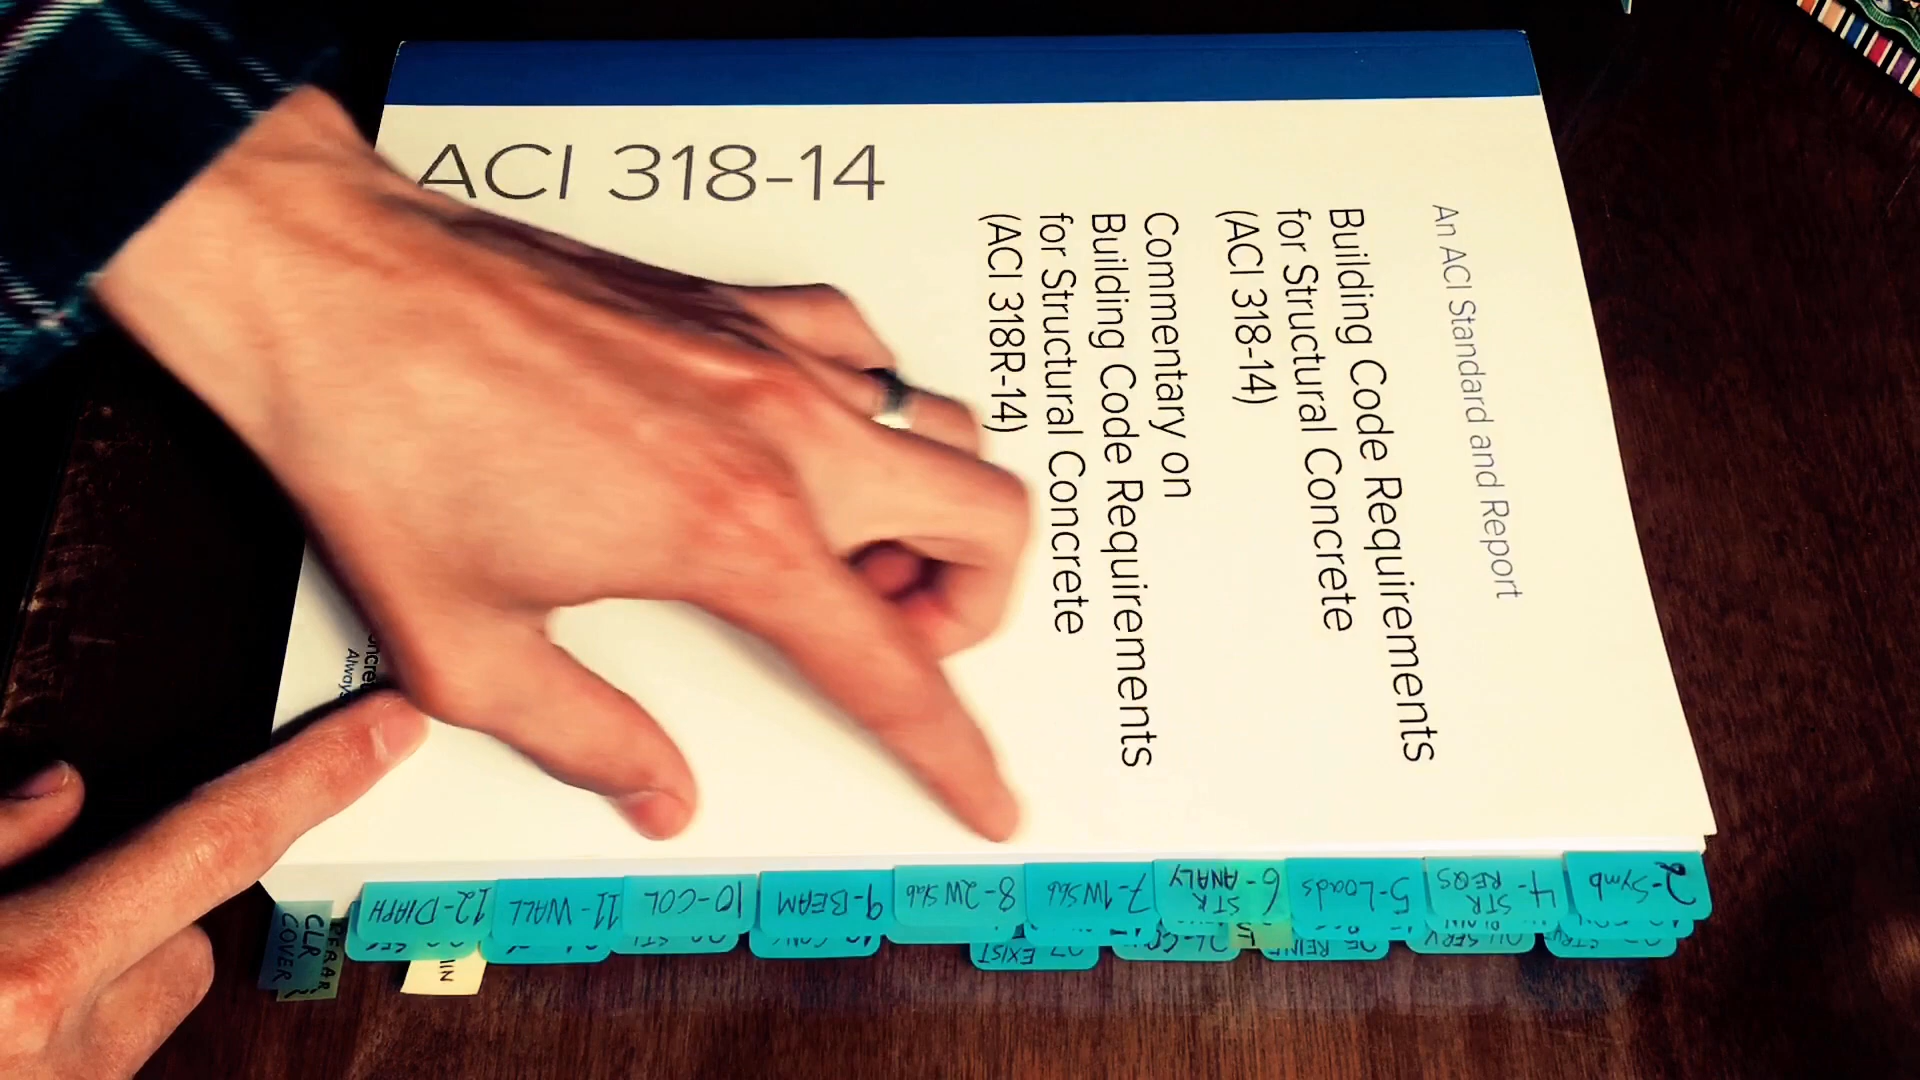 ACI 318-14
An ACI Standard and Report
Building Code Requirements
for Structural Concrete
(ACI 318-14)
Commentary on
Building Code Requirements
for Structural Concrete
(ACI 318R-14)
Always
2-Symb
4-STR
REQS
5-Loads
6-STR
ANALY
7-1W Slab
8-2W Slab
9-BEAM
10-COL
11-WALL
12-DIAPH
27 EXIST
REBAR
CLR
COVER